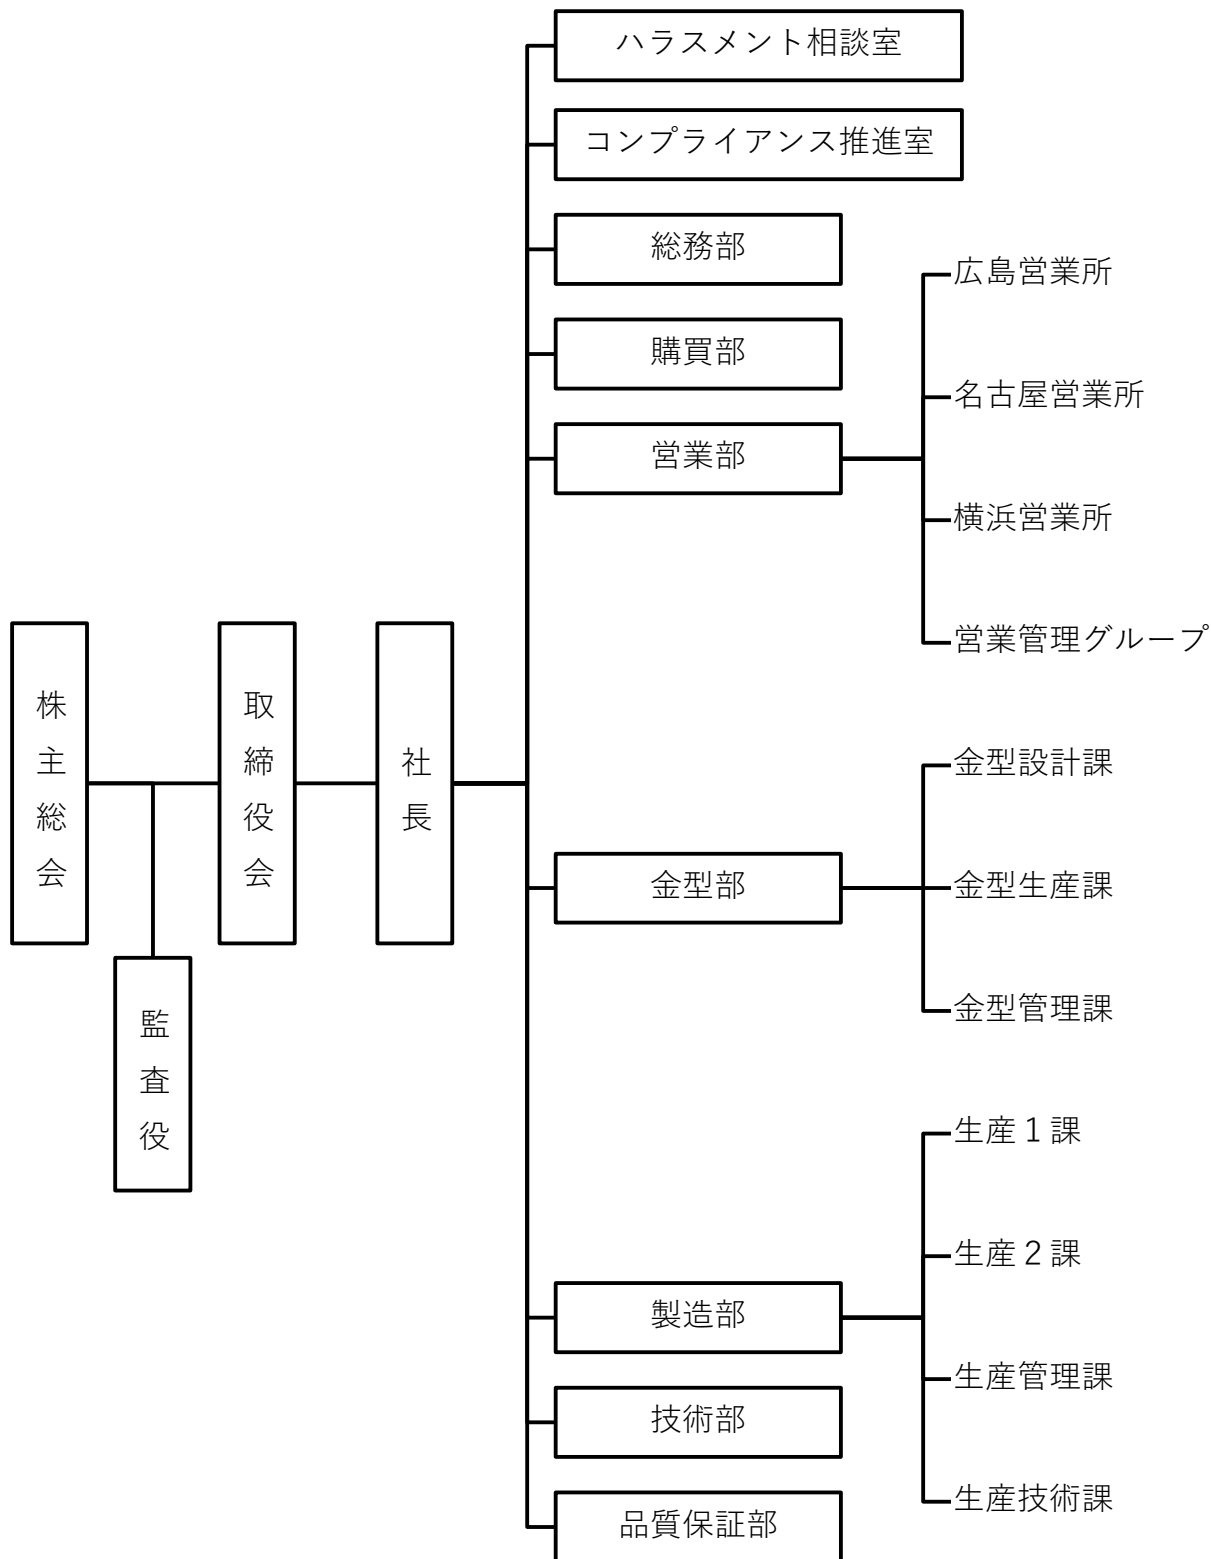 ハラスメント相談室
コンプライアンス推進室
総務部
購買部
営業部
広島営業所
名古屋営業所
横浜営業所
営業管理グループ
株主総会
取締役会
社長
監査役
金型部
金型設計課
金型生産課
金型管理課
製造部
生産１課
生産２課
生産管理課
生産技術課
技術部
品質保証部